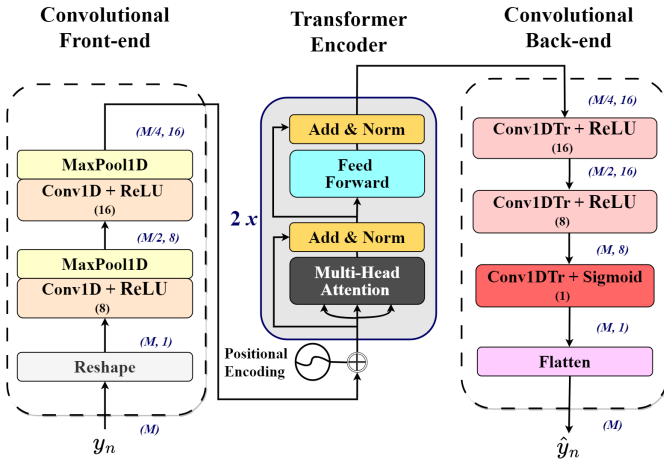 Convolutional
Front-end
(M/4, 16)
MaxPool1D
Conv1D + ReLU
(16)
(M/2, 8)
MaxPool1D
Conv1D + ReLU
(8)
(M, 1)
Reshape
(M)
yₙ
Transformer
Encoder
Add & Norm
Feed
Forward
2 x
Add & Norm
Multi-Head
Attention
Positional
Encoding
Convolutional
Back-end
(M/4, 16)
Conv1DTr + ReLU
(16)
(M/2, 16)
Conv1DTr + ReLU
(8)
(M, 8)
Conv1DTr + Sigmoid
(1)
(M, 1)
Flatten
(M)
ŷₙ